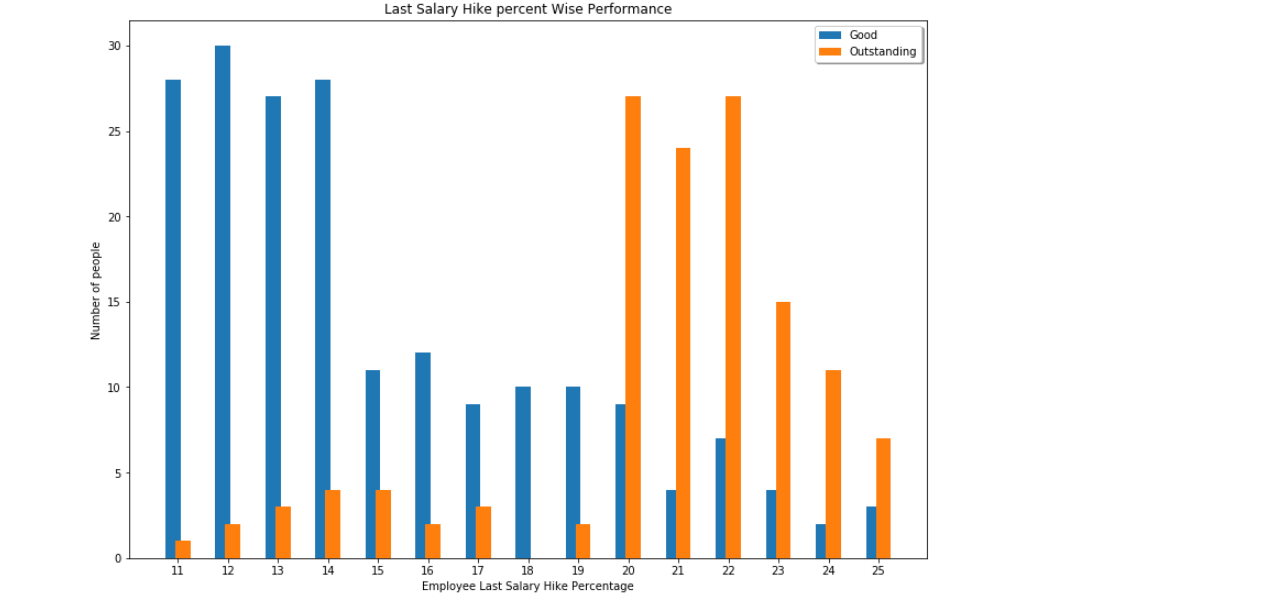 Last Salary Hike percent Wise Performance
Good
Outstanding
30
25
20
15
10
5
0
Number of people
11 12 13 14 15 16 17 18 19 20 21 22 23 24 25
Employee Last Salary Hike Percentage